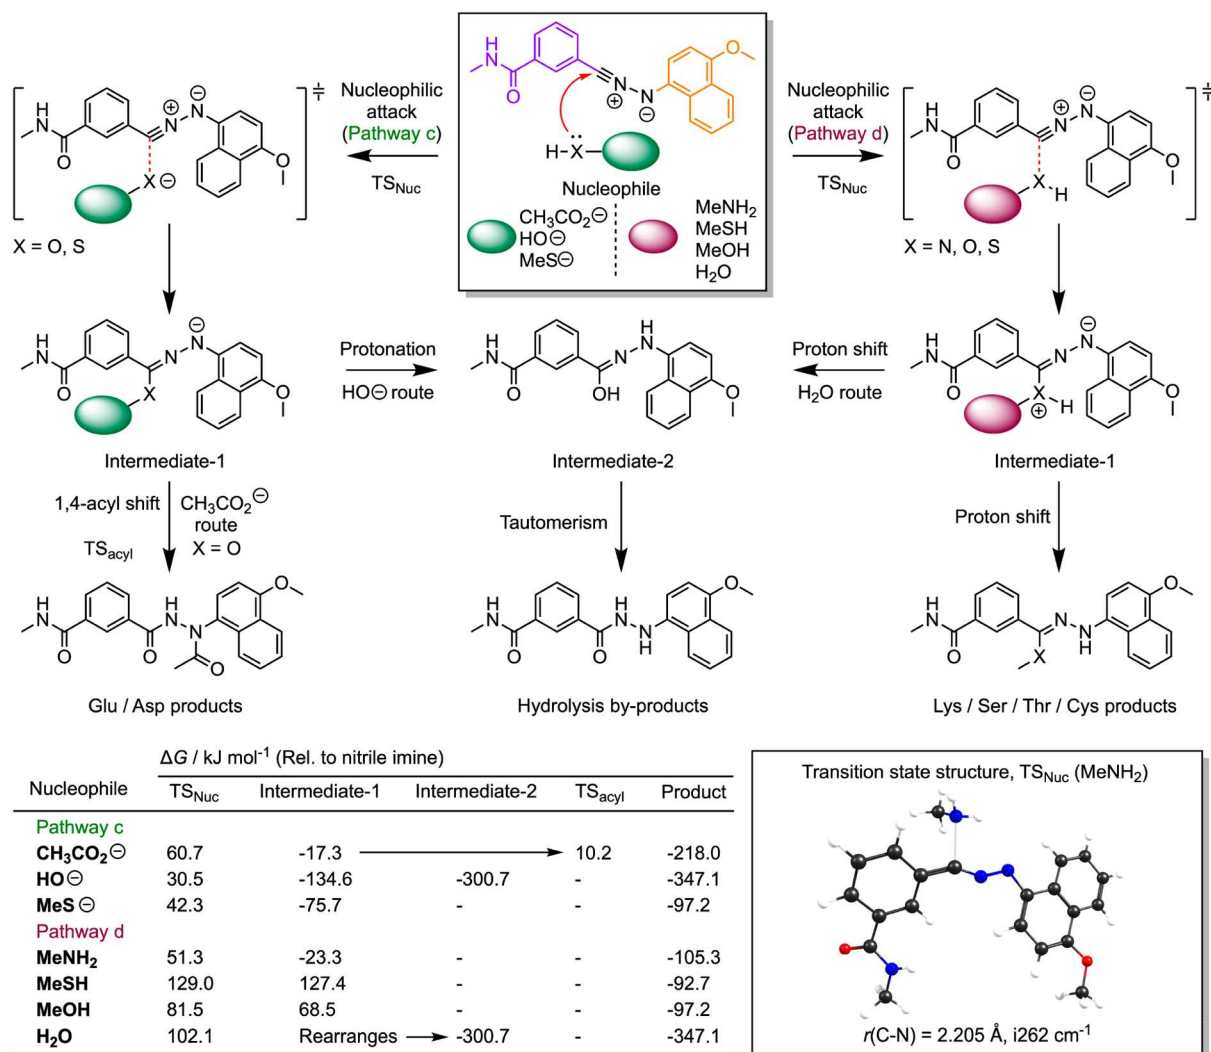 Nucleophilic
attack
(Pathway c)
TSNuc
H-X
Nucleophile
CH3CO2⊖
HO⊖
MeS⊖
MeNH2
MeSH
MeOH
H2O
Nucleophilic
attack
(Pathway d)
TSNuc
X = O, S
X = N, O, S
Protonation
HO⊖ route
Proton shift
H2O route
Intermediate-1
Intermediate-2
Intermediate-1
1,4-acyl shift
TSacyl
CH3CO2⊖
route
X = O
Tautomerism
Proton shift
Glu / Asp products
Hydrolysis by-products
Lys / Ser / Thr / Cys products
ΔG / kJ mol-1 (Rel. to nitrile imine)
Nucleophile TSNuc Intermediate-1 Intermediate-2 TSacyl Product
Pathway c
CH3CO2⊖ 60.7 -17.3 10.2 -218.0
HO⊖ 30.5 -134.6 -300.7 - -347.1
MeS⊖ 42.3 -75.7 - - -97.2
Pathway d
MeNH2 51.3 -23.3 - - -105.3
MeSH 129.0 127.4 - - -92.7
MeOH 81.5 68.5 - - -97.2
H2O 102.1 Rearranges -300.7 - -347.1
Transition state structure, TSNuc (MeNH2)
r(C-N) = 2.205 Å, i262 cm-1